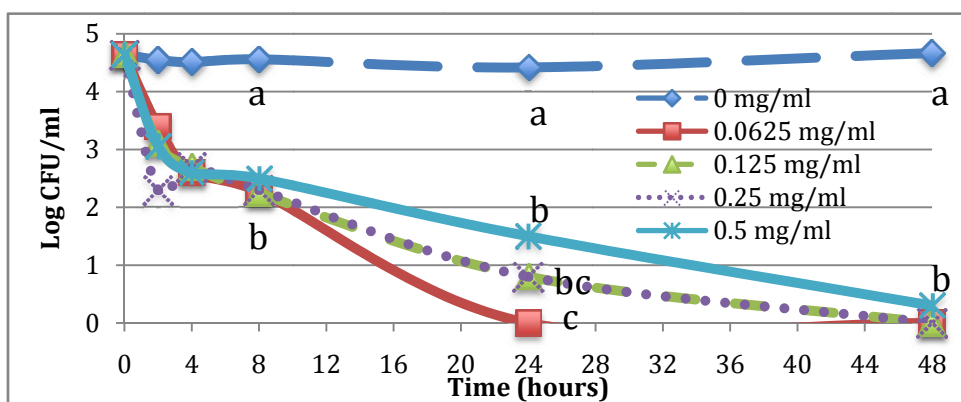 Log CFU/ml
5
4
3
2
1
0
a
a
a
b
b
bc
c
b
0 mg/ml
0.0625 mg/ml
0.125 mg/ml
0.25 mg/ml
0.5 mg/ml
0 4 8 12 16 20 24 28 32 36 40 44 48
Time (hours)